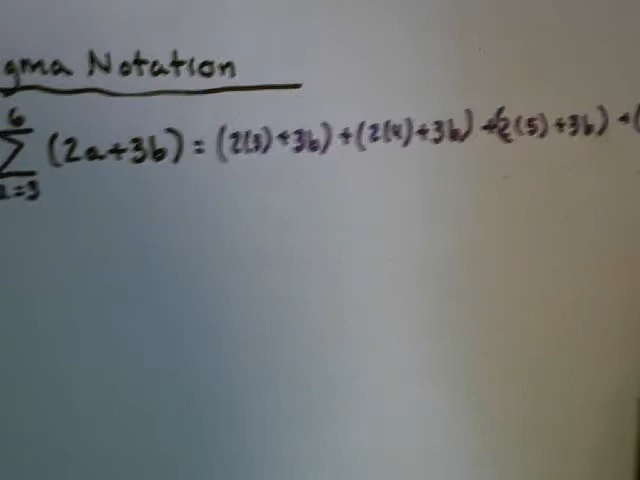 gma Notation
6
∑ (2a+3b) = (2(3)+3b) + (2(4)+3b) + (2(5)+3b) + (
a=3